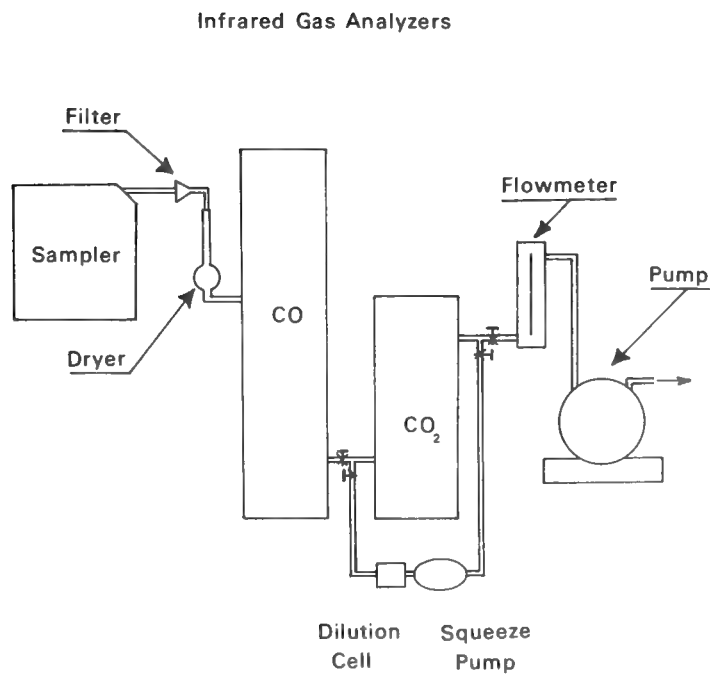 Infrared Gas Analyzers
Filter
Sampler
Dryer
CO
CO₂
Flowmeter
Pump
Dilution
Cell
Squeeze
Pump